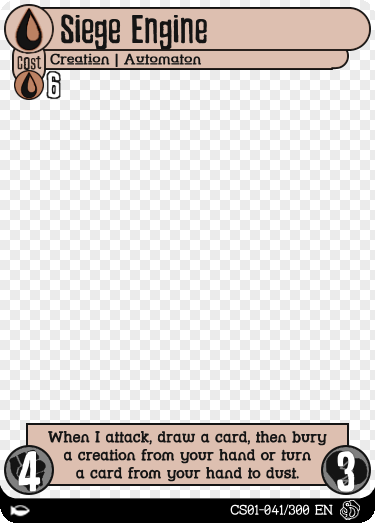 Siege Engine
Cost
Creation | Automaton
6
When I attack, draw a card, then bury
a creation from your hand or turn
a card from your hand to dust.
4
3
CS01-041/300 EN